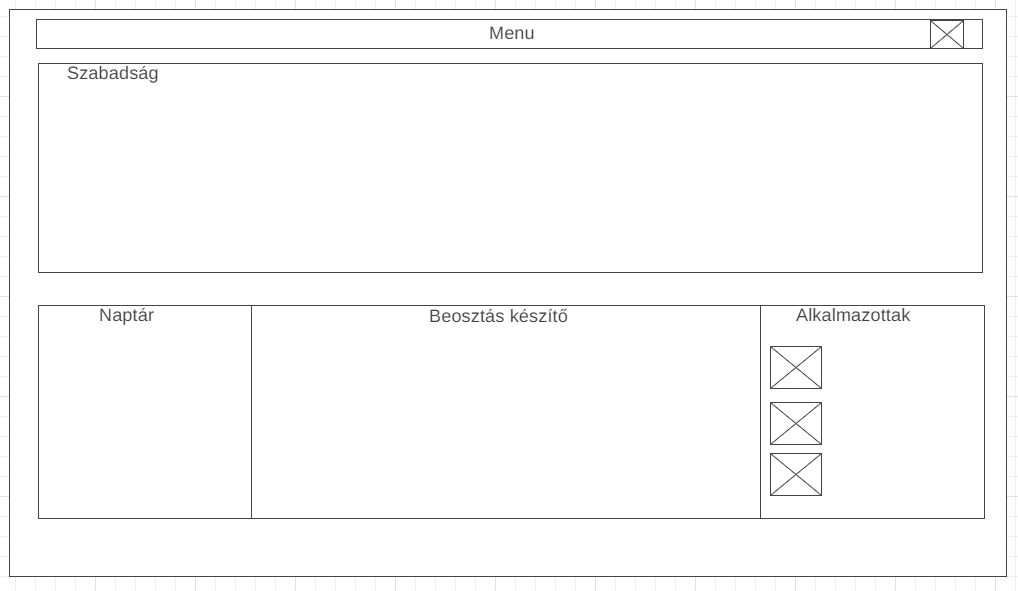 Menu
Szabadság
Naptár
Beosztás készítő
Alkalmazottak